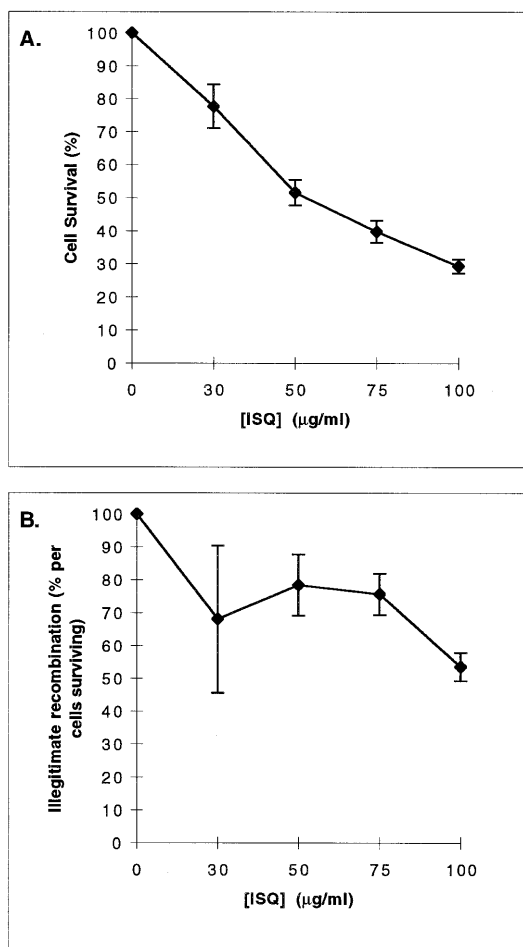 A.
100
90
80
70
60
50
40
30
20
10
0
Cell Survival (%)
0 30 50 75 100
[ISQ] (μg/ml)
B.
100
90
80
70
60
50
40
30
20
10
0
Illegitimate recombination (% per
cells surviving)
0 30 50 75 100
[ISQ] (μg/ml)